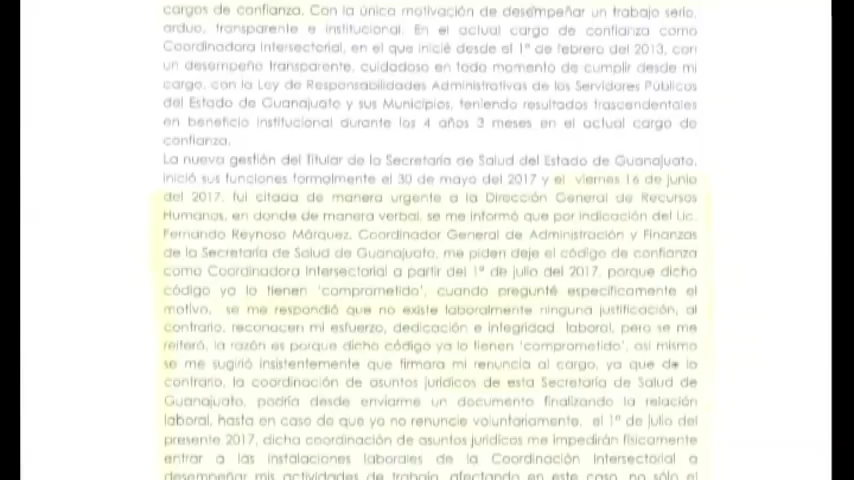 cargos de confianza. Con la única motivación de desempeñar un trabajo serio,
arduo, transparente e institucional. En el actual cargo de confianza como
Coordinadora Intersectorial, en el que inicié desde el 1° de febrero del 2013, con
un desempeño transparente, cuidadoso en todo momento de cumplir desde mi
cargo, con la Ley de Responsabilidades Administrativas de los Servidores Públicos
del Estado de Guanajuato y sus Municipios, teniendo resultados trascendentales
en beneficio institucional durante los 4 años 3 meses en el actual cargo de
confianza.
La nueva gestión del Titular de la Secretaría de Salud del Estado de Guanajuato,
inició sus funciones formalmente el 30 de mayo del 2017 y el viernes 16 de junio
del 2017, fui citada de manera urgente a la Dirección General de Recursos
Humanos, en donde de manera verbal, se me informó que por indicación del Lic.
Fernando Reynoso Márquez, Coordinador General de Administración y Finanzas
de la Secretaría de Salud de Guanajuato, me piden deje el código de confianza
como Coordinadora Intersectorial a partir del 1° de julio del 2017, porque dicho
código ya lo tienen 'comprometido', cuando pregunté específicamente el
motivo, se me respondió que no existe laboralmente ninguna justificación, al
contrario, reconocen mi esfuerzo, dedicación e integridad laboral, pero se me
reiteró, la razón es porque dicho código ya lo tienen 'comprometido', así mismo
se me sugirió insistentemente que firmara mi renuncia al cargo, ya que de lo
contrario, la coordinación de asuntos jurídicos de esta Secretaría de Salud de
Guanajuato, podría desde enviarme un documento finalizando la relación
laboral, hasta en caso de que yo no renuncie voluntariamente, el 1° de julio del
presente 2017, dicha coordinación de asuntos jurídicos me impedirán físicamente
entrar a las instalaciones laborales de la Coordinación Intersectorial a
desempeñar mis actividades de trabajo, afectando en este caso, no sólo el